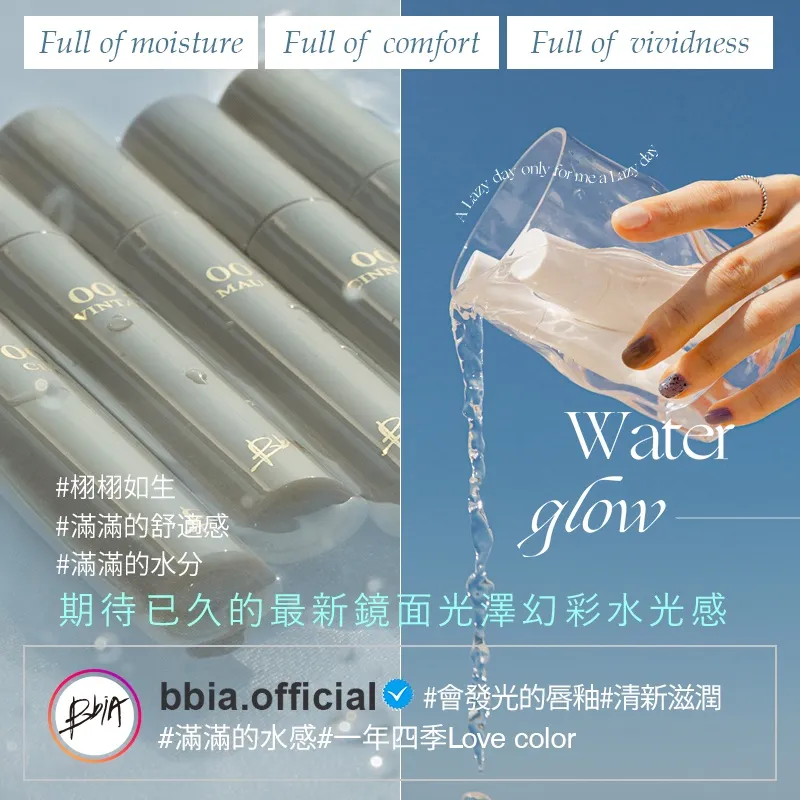 Full of moisture
Full of comfort
Full of vividness
A Lazy day only for me a Lazy day
Water
glow
#栩栩如生
#滿滿的舒適感
#滿滿的水分
期待已久的最新鏡面光澤幻彩水光感
BbiA
bbia.official #會發光的唇釉#清新滋潤
#滿滿的水感#一年四季Love color